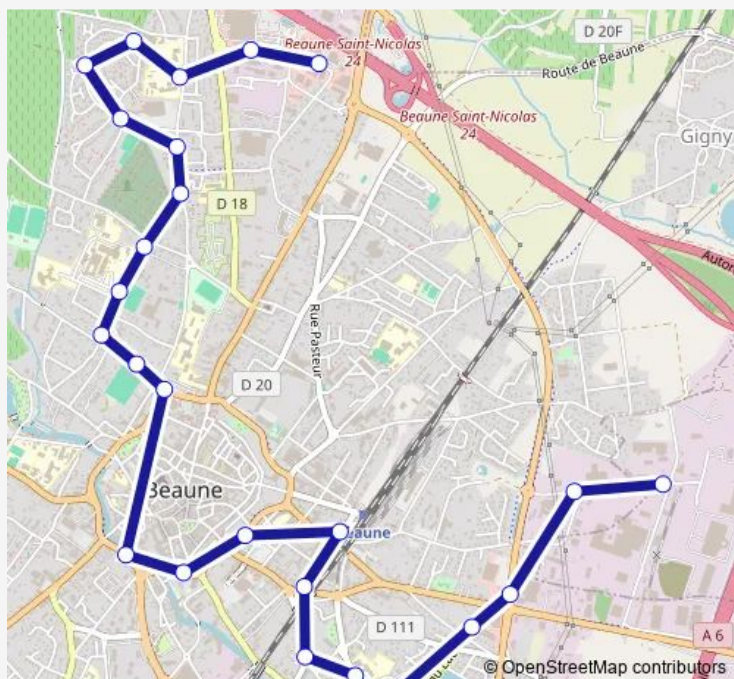 Beaune Saint-Nicolas
24
D 20F
Route de Beaune
Beaune Saint-Nicolas
24
Gigny
D 18
Rue Pasteur
D 20
Beaune
D 111
A 6
© OpenStreetMap contributors